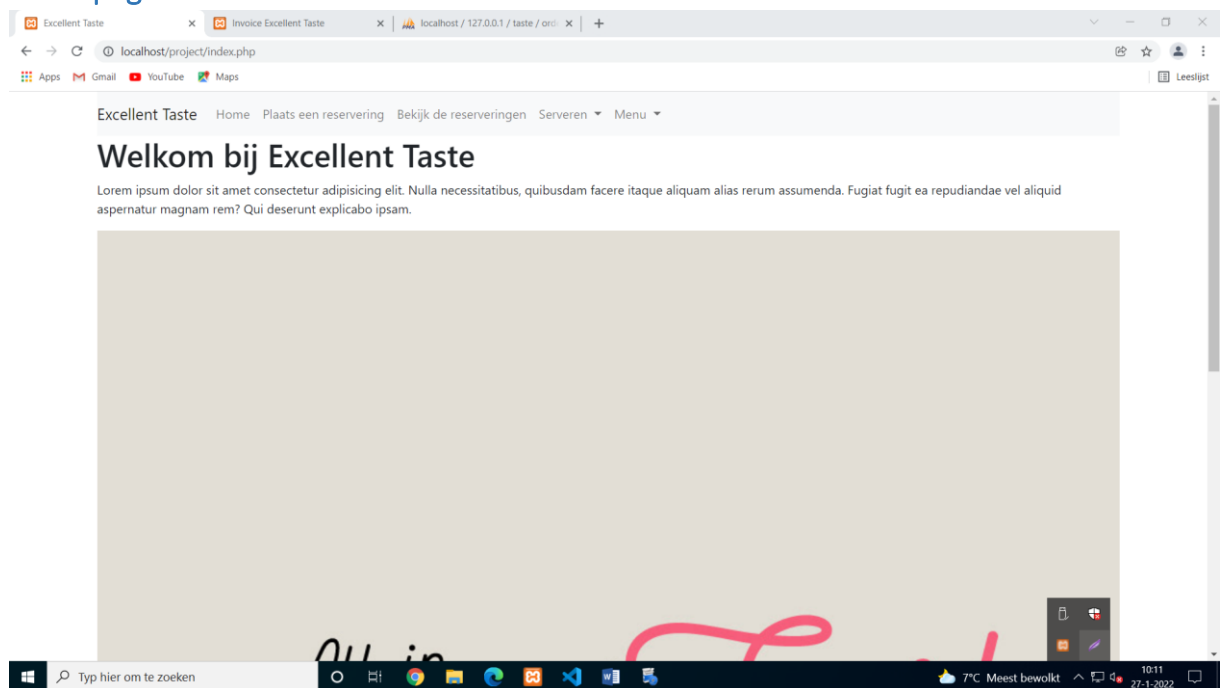 Excellent Taste
Invoice Excellent Taste
localhost / 127.0.0.1 / taste / ord
localhost/project/index.php
Apps Gmail YouTube Maps Leeslijst
Excellent Taste Home Plaats een reservering Bekijk de reserveringen Serveren Menu
Welkom bij Excellent Taste
Lorem ipsum dolor sit amet consectetur adipisicing elit. Nulla necessitatibus, quibusdam facere itaque aliquam alias rerum assumenda. Fugiat fugit ea repudiandae vel aliquid
aspernatur magnam rem? Qui deserunt explicabo ipsam.
Typ hier om te zoeken
7°C Meest bewolkt
10:11
27-1-2022